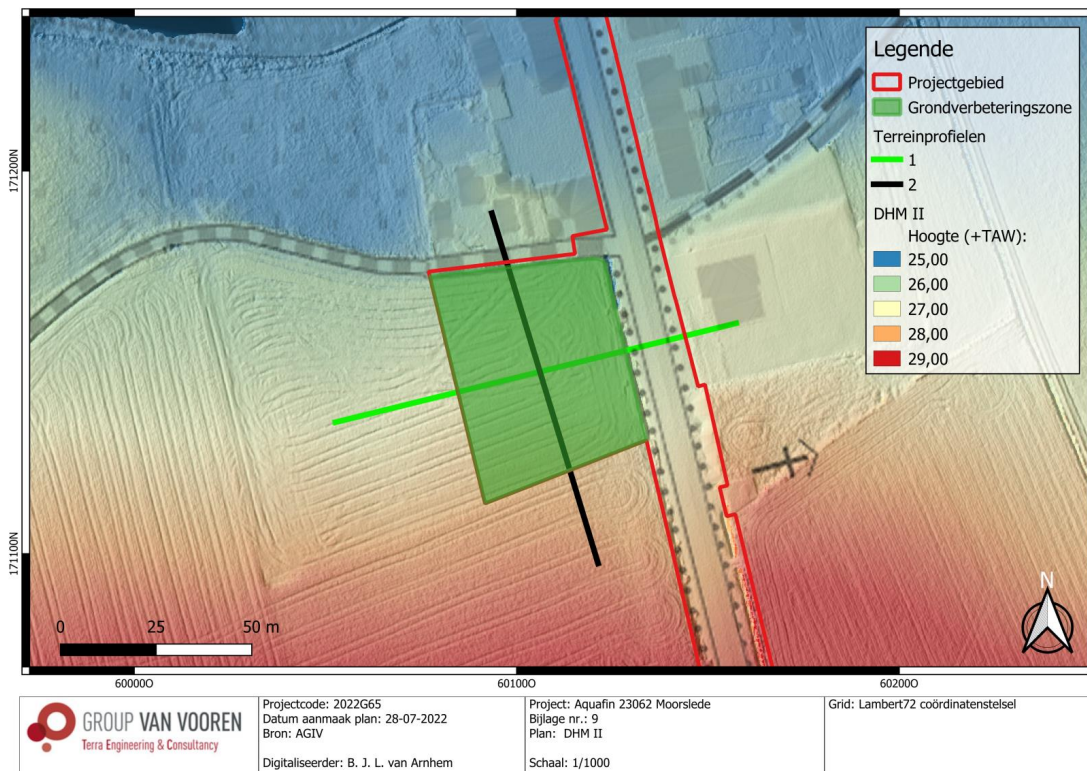 Legende
Projectgebied
Grondverbeteringszone
Terreinprofielen
1
2
DHM II
Hoogte (+TAW):
25,00
26,00
27,00
28,00
29,00
171200N
171100N
0 25 50 m
N
60000O 60100O 60200O
GROUP VAN VOOREN
Terra Engineering & Consultancy
Projectcode: 2022G65
Datum aanmaak plan: 28-07-2022
Bron: AGIV
Digitaliseerder: B. J. L. van Arnhem
Project: Aquafin 23062 Moorslede
Bijlage nr.: 9
Plan: DHM II
Schaal: 1/1000
Grid: Lambert72 coördinatenstelsel